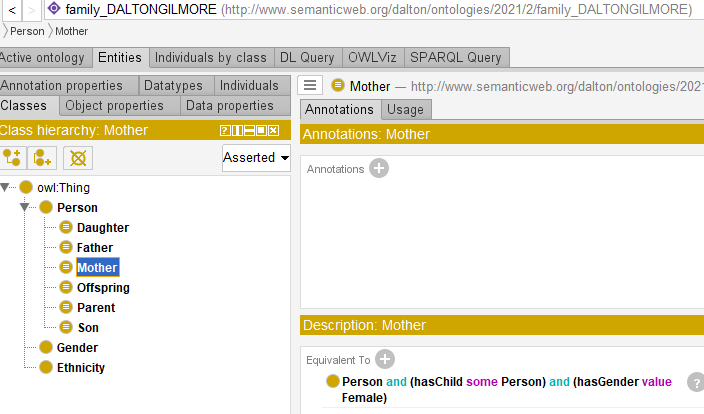 < > family_DALTONGILMORE (http://www.semanticweb.org/dalton/ontologies/2021/2/family_DALTONGILMORE)
Person Mother
Active ontology Entities Individuals by class DL Query OWLViz SPARQL Query
Annotation properties Datatypes Individuals
Classes Object properties Data properties
Class hierarchy: Mother
Asserted
owl:Thing
Person
Daughter
Father
Mother
Offspring
Parent
Son
Gender
Ethnicity
Mother — http://www.semanticweb.org/dalton/ontologies/2021
Annotations Usage
Annotations: Mother
Annotations
Description: Mother
Equivalent To
Person and (hasChild some Person) and (hasGender value
Female)
?